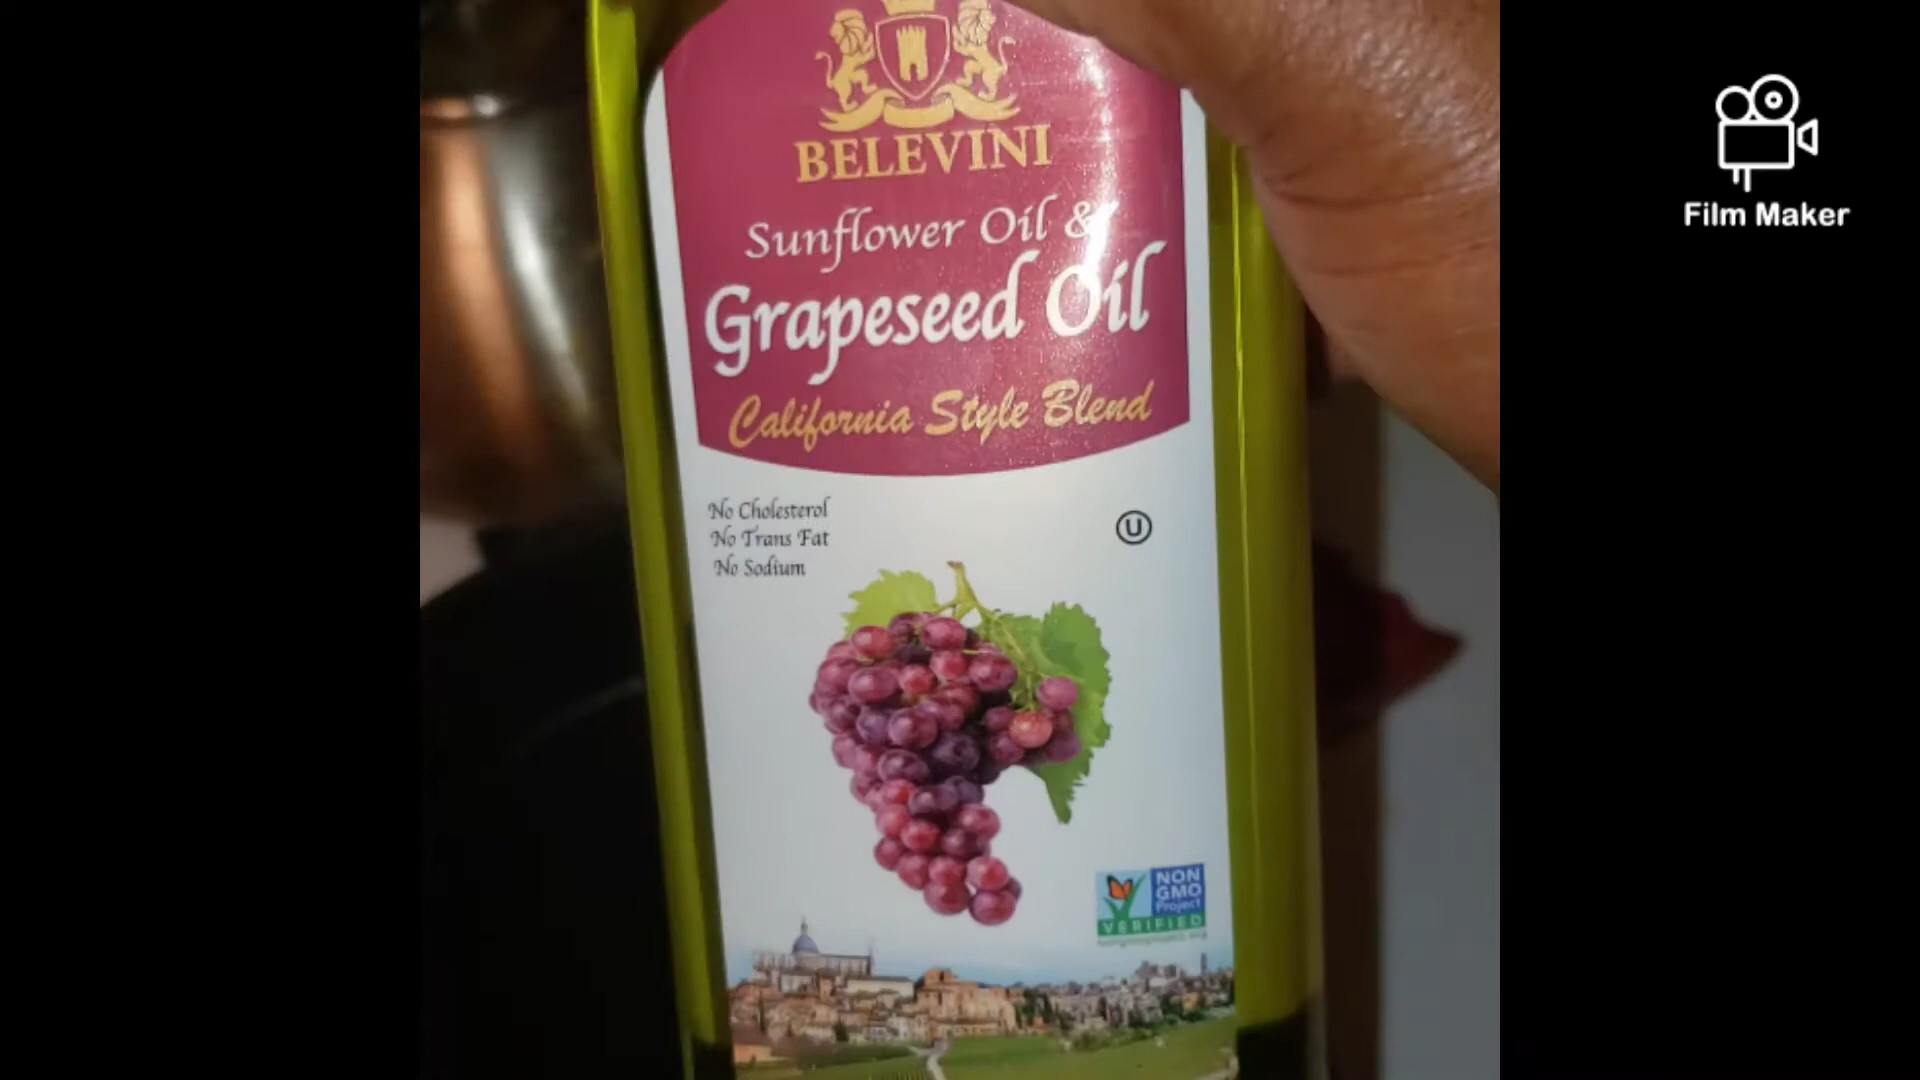 BELEVINI
Sunflower Oil &
Grapeseed Oil
California Style Blend
No Cholesterol
No Trans Fat
No Sodium
U
NON
GMO
Project
VERIFIED
Film Maker